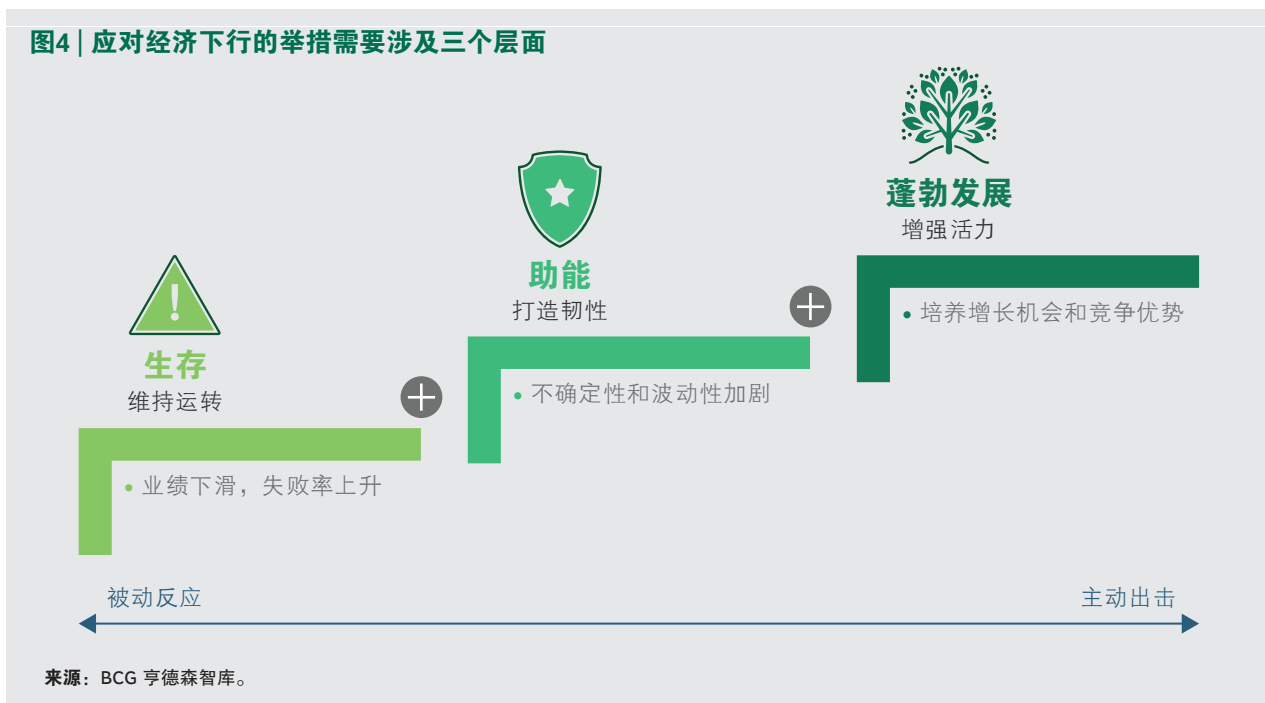 图4 | 应对经济下行的举措需要涉及三个层面
生存
维持运转
• 业绩下滑，失败率上升
助能
打造韧性
• 不确定性和波动性加剧
蓬勃发展
增强活力
• 培养增长机会和竞争优势
被动反应
主动出击
来源：BCG 亨德森智库。